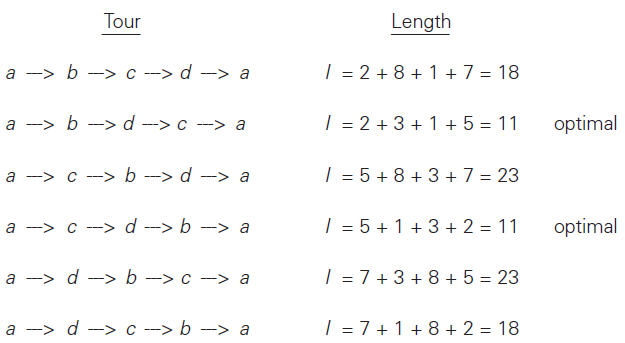 Tour Length
a ---> b ---> c ---> d ---> a l = 2 + 8 + 1 + 7 = 18
a ---> b ---> d ---> c ---> a l = 2 + 3 + 1 + 5 = 11 optimal
a ---> c ---> b ---> d ---> a l = 5 + 8 + 3 + 7 = 23
a ---> c ---> d ---> b ---> a l = 5 + 1 + 3 + 2 = 11 optimal
a ---> d ---> b ---> c ---> a l = 7 + 3 + 8 + 5 = 23
a ---> d ---> c ---> b ---> a l = 7 + 1 + 8 + 2 = 18